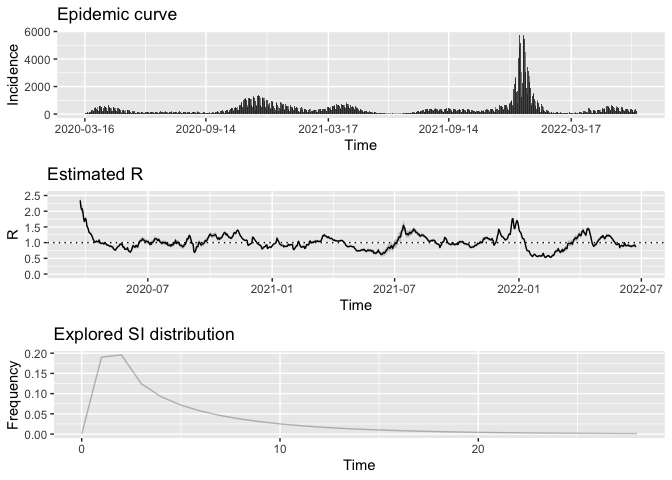 Epidemic curve
Incidence
6000
4000
2000
0
2020-03-16 2020-09-14 2021-03-17 2021-09-14 2022-03-17
Time
Estimated R
R
2.5
2.0
1.5
1.0
0.5
0.0
2020-07 2021-01 2021-07 2022-01 2022-07
Time
Explored SI distribution
Frequency
0.20
0.15
0.10
0.05
0.00
0 10 20
Time